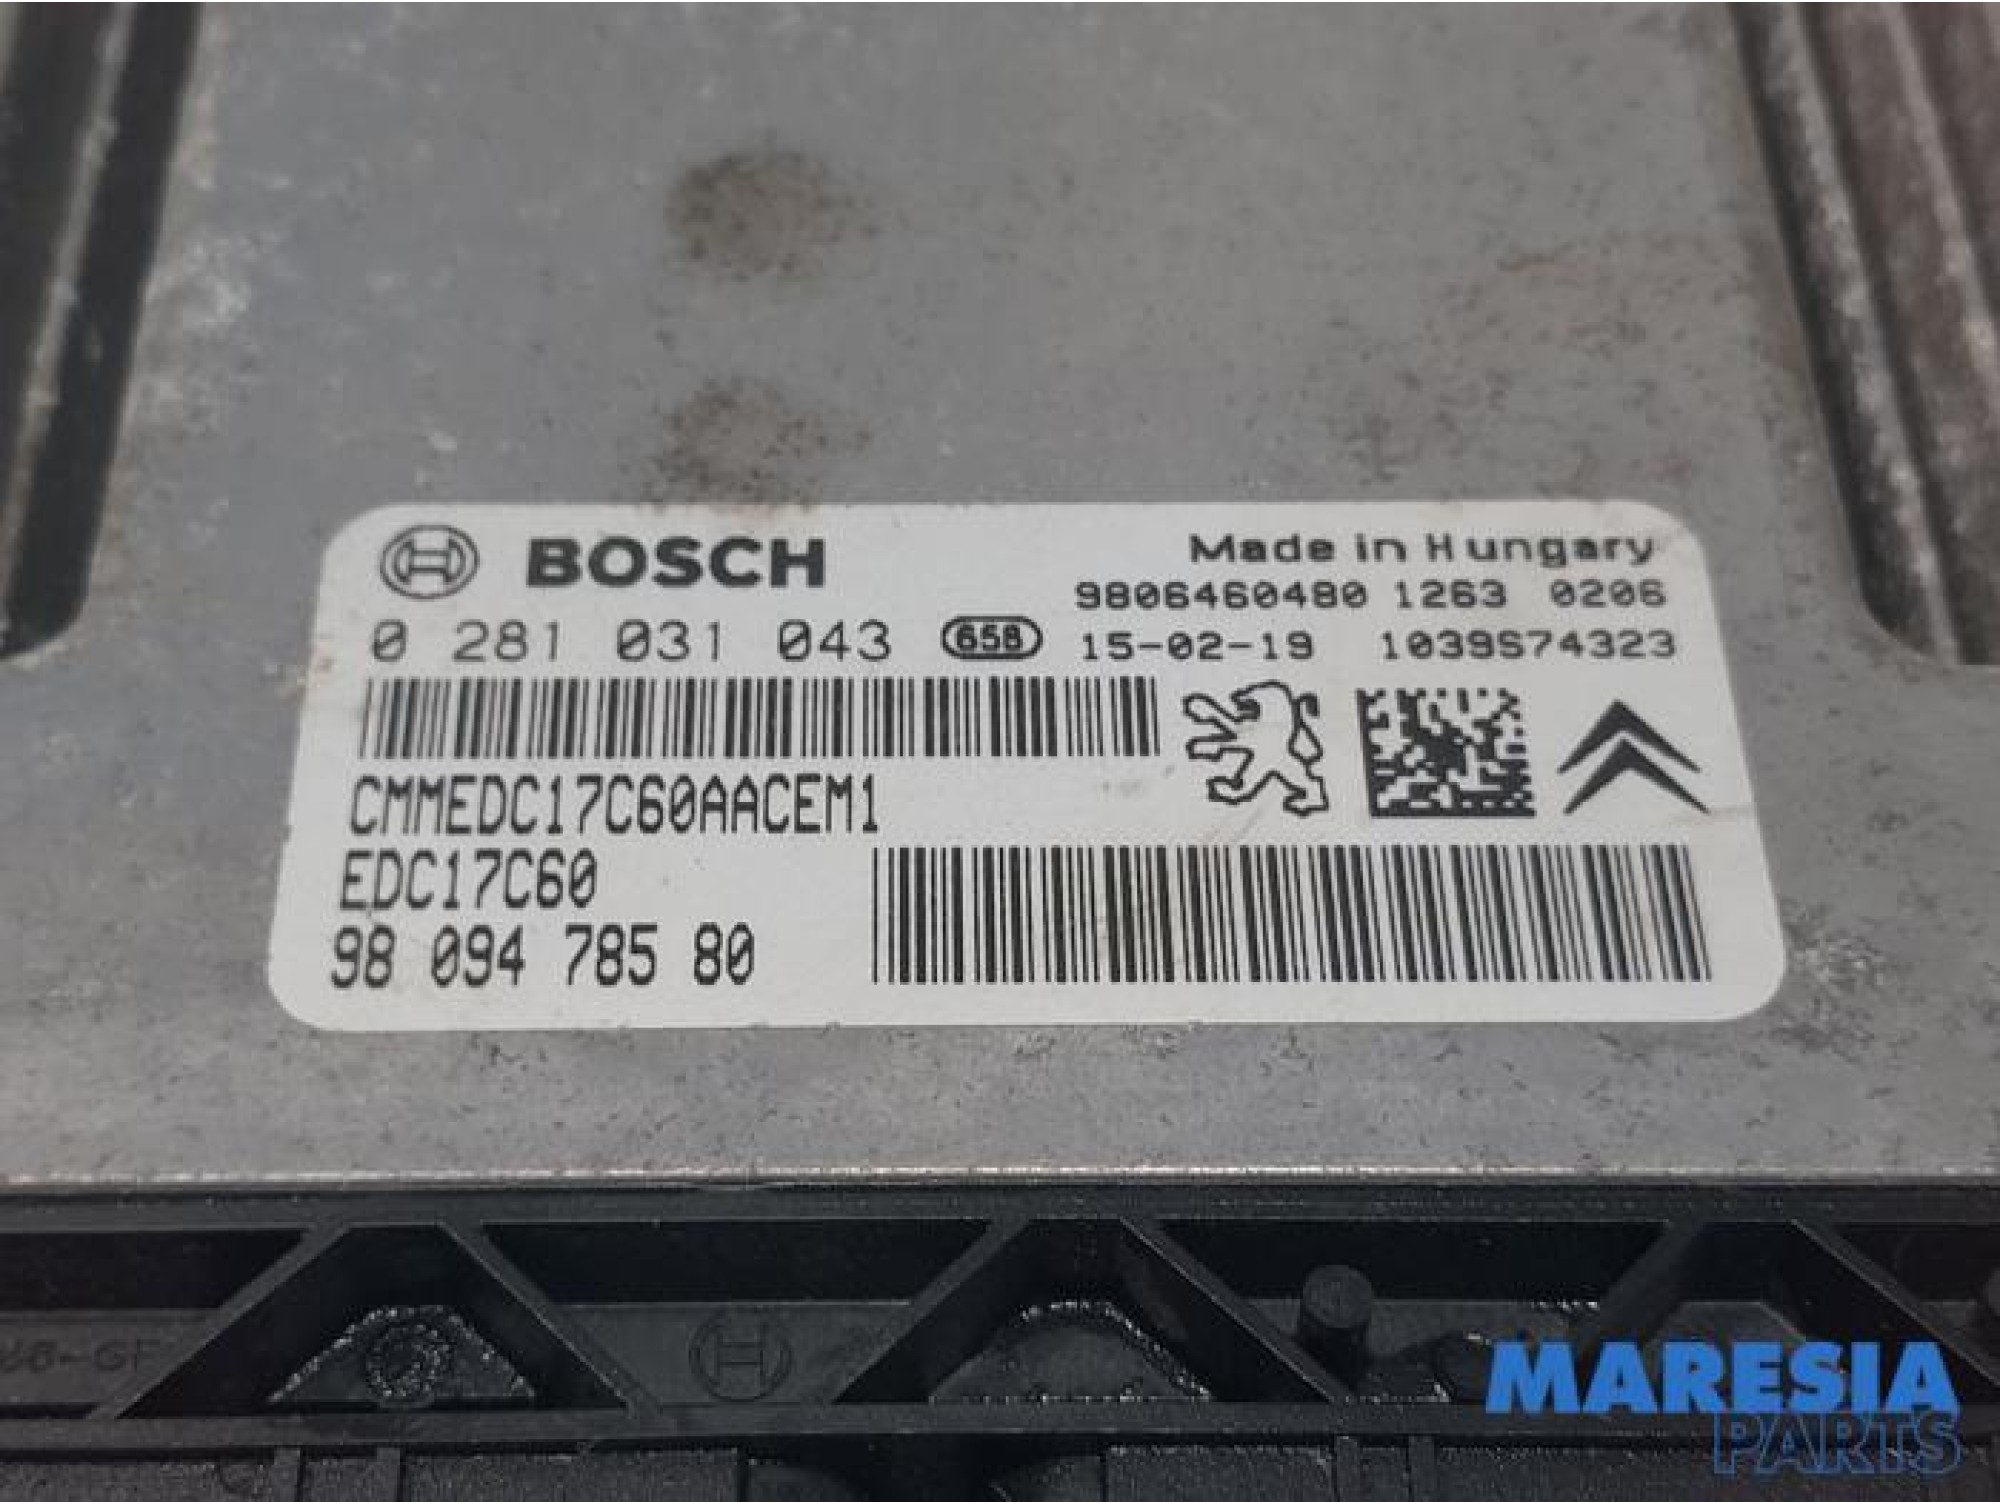 BOSCH
Made in Hungary
9806460480 1263 0206
0 281 031 043 658 15-02-19 1039S74323
CMMEDC17C60AACEM1
EDC17C60
98 094 785 80
MARESIA
PARTS